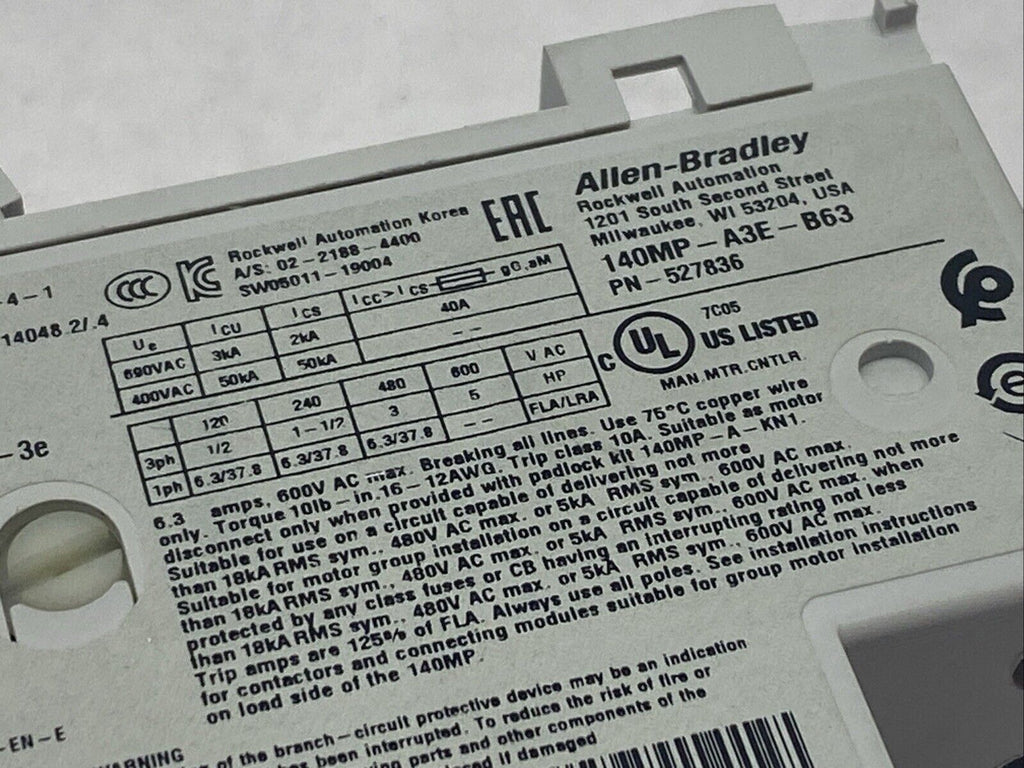 Allen-Bradley
Rockwell Automation
1201 South Second Street
Milwaukee, WI 53204, USA
140MP-A3E-B63
PN-527836
Rockwell Automation Korea
A/S: 02-2188-4400
SW05011-19004
EAC
CCC
-4-1
14048.2/.4
Ue ICU ICS ICC>ICS gG,aM
690VAC 3kA 2kA 40A
400VAC 50kA 50kA --
120 240 480 600 V AC
3ph 1/2 1-1/2 3 5 HP
1ph 6.3/37.8 6.3/37.8 6.3/37.8 -- FLA/LRA
C UL US LISTED
7C05
MAN.MTR.CNTLR.
-3e
6.3 amps, 600V AC max. Breaking all lines. Use 75°C copper wire
only. Torque 10lb-in.16-12AWG. Trip class 10A. Suitable as motor
disconnect only when provided with padlock kit 140MP-A-KN1.
Suitable for use on a circuit capable of delivering not more
than 18kA RMS sym., 480V AC max. or 5kA RMS sym., 600V AC max.
Suitable for motor group installation on a circuit capable of delivering not more
than 18kA RMS sym., 480V AC max. or 5kA RMS sym., 600V AC max. when
protected by any class fuses or CB having an interrupting rating not less
than 18kA RMS sym., 480V AC max. or 5kA RMS sym., 600V AC max.
Trip amps are 125% of FLA. Always use all poles. See installation instructions
for contactors and connecting modules suitable for group motor installation
on load side of the 140MP.
-EN-E
WARNING
of the branch-circuit protective device may be an indication
been interrupted. To reduce the risk of fire or
parts and other components of the
if damaged